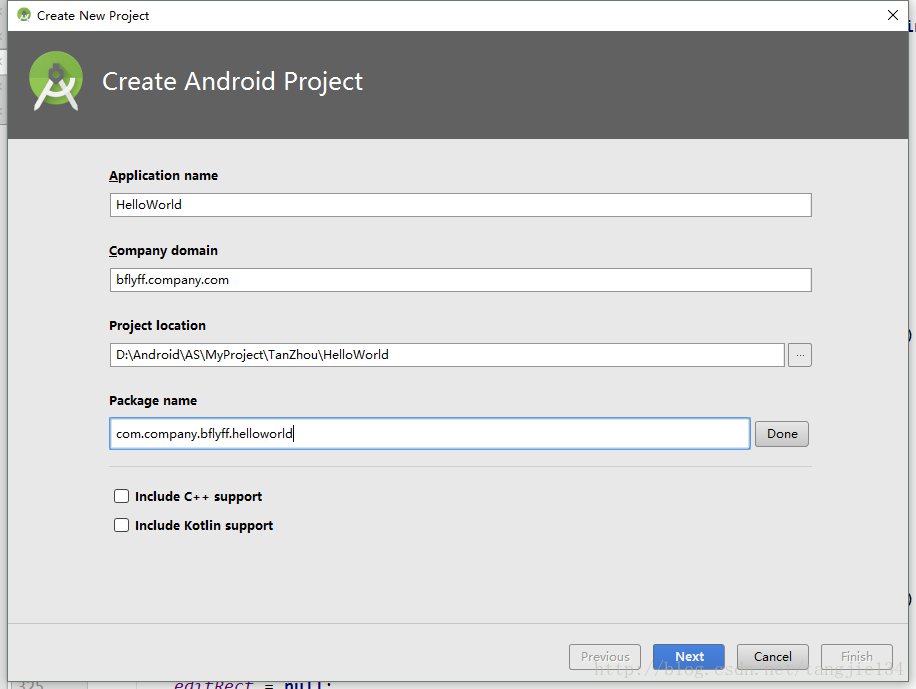 Create New Project
Create Android Project
Application name
HelloWorld
Company domain
bflyff.company.com
Project location
D:\Android\AS\MyProject\TanZhou\HelloWorld
...
Package name
com.company.bflyff.helloworld
Done
Include C++ support
Include Kotlin support
Previous
Next
Cancel
Finish
http://blog.csdn.net/tangjie134
325
editRect = null;